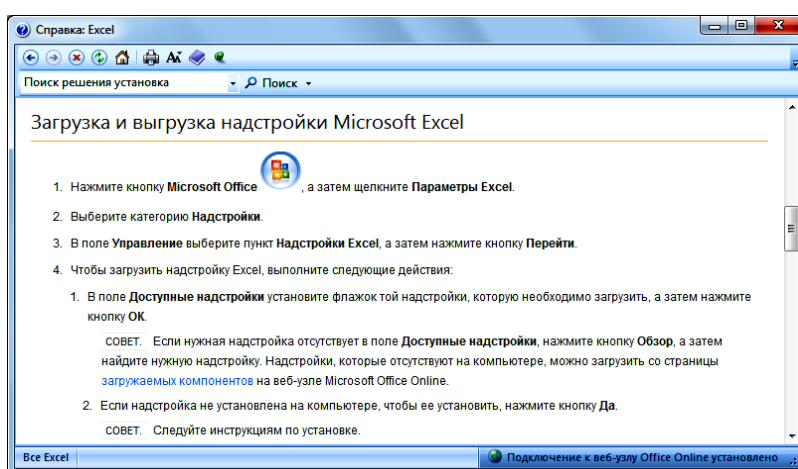 Справка: Excel
Поиск решения установка
Поиск
Загрузка и выгрузка надстройки Microsoft Excel
1. Нажмите кнопку Microsoft Office , а затем щелкните Параметры Excel.
2. Выберите категорию Надстройки.
3. В поле Управление выберите пункт Надстройки Excel, а затем нажмите кнопку Перейти.
4. Чтобы загрузить надстройку Excel, выполните следующие действия:
1. В поле Доступные надстройки установите флажок той надстройки, которую необходимо загрузить, а затем нажмите
кнопку ОК.
СОВЕТ. Если нужная надстройка отсутствует в поле Доступные надстройки, нажмите кнопку Обзор, а затем
найдите нужную надстройку. Надстройки, которые отсутствуют на компьютере, можно загрузить со страницы
загружаемых компонентов на веб-узле Microsoft Office Online.
2. Если надстройка не установлена на компьютере, чтобы ее установить, нажмите кнопку Да.
СОВЕТ. Следуйте инструкциям по установке.
Все Excel
Подключение к веб-узлу Office Online установлено